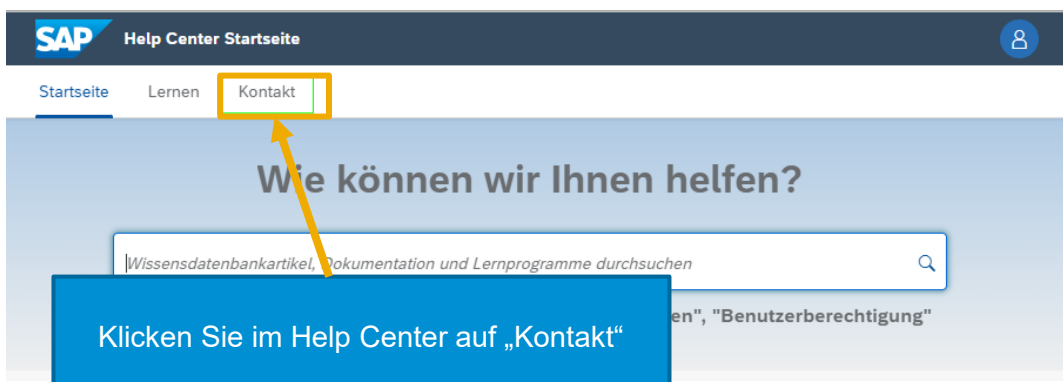 SAP Help Center Startseite
Startseite Lernen Kontakt
Wie können wir Ihnen helfen?
Wissensdatenbankartikel, Dokumentation und Lernprogramme durchsuchen
en", "Benutzerberechtigung"
Klicken Sie im Help Center auf „Kontakt“